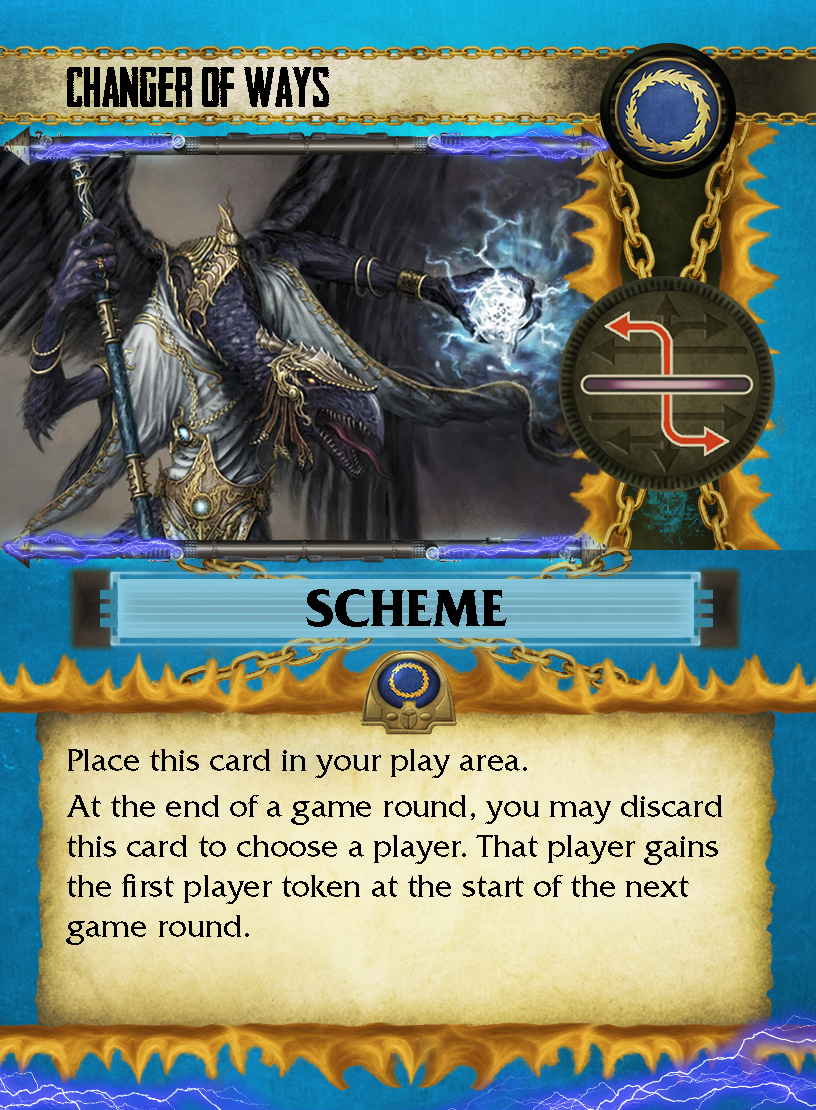 CHANGER OF WAYS
SCHEME
Place this card in your play area.
At the end of a game round, you may discard
this card to choose a player. That player gains
the first player token at the start of the next
game round.